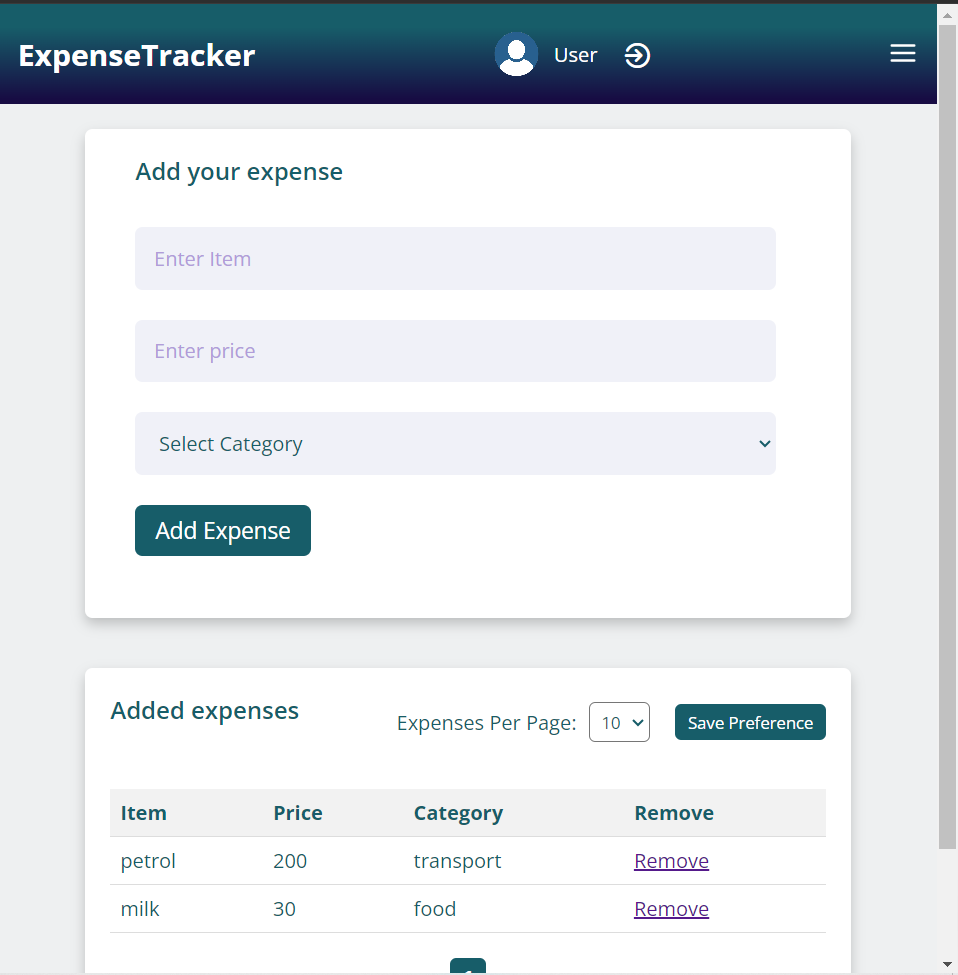 ExpenseTracker User
Add your expense
Enter Item
Enter price
Select Category
Add Expense
Added expenses
Expenses Per Page: 10 Save Preference
Item Price Category Remove
petrol 200 transport Remove
milk 30 food Remove